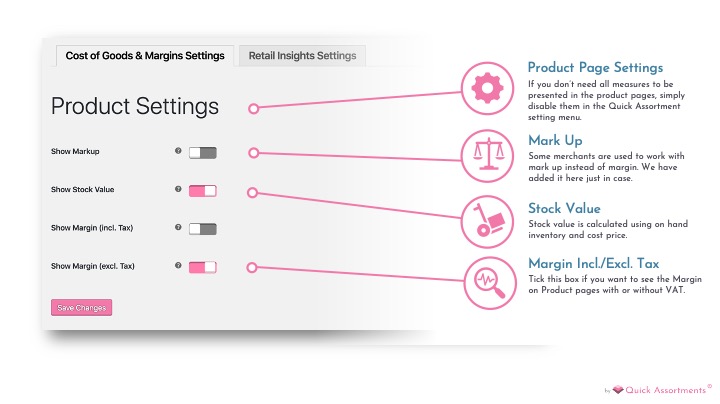 Cost of Goods & Margins Settings
Retail Insights Settings
Product Settings
Show Markup
Show Stock Value
Show Margin (incl. Tax)
Show Margin (excl. Tax)
Save Changes
Product Page Settings
If you don't need all measures to be
presented in the product pages, simply
disable them in the Quick Assortment
setting menu.
Mark Up
Some merchants are used to work with
mark up instead of margin. We have
added it here just in case.
Stock Value
Stock value is calculated using on hand
inventory and cost price.
Margin Incl./Excl. Tax
Tick this box if you want to see the Margin
on Product pages with or without VAT.
by Quick Assortments®